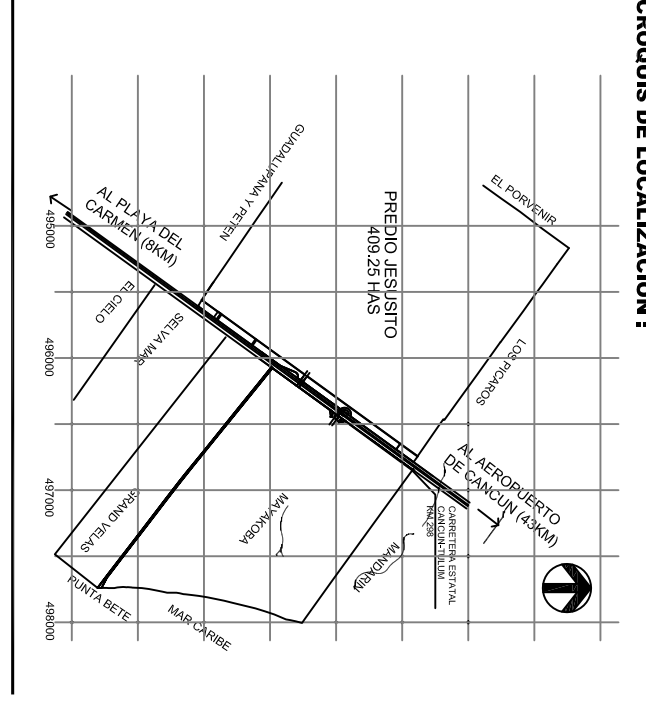 CROQUIS DE LOCALIZACION :
EL PORVENIR
GUADALUPANA Y PETEN
PREDIO JESUSITO
409.25 HAS
AL PLAYA DEL
CARMEN (8KM)
495000
EL CIELO
SELVA MAR
496000
LOS PICAROS
AL AEROPUERTO
DE CANCUN (43KM)
CARRETERA ESTATAL
CANCUN-TULUM
KM 298
497000
GRAND VELAS
MAYAKOBA
MANDARIN
PUNTA BETE
MAR CARIBE
498000